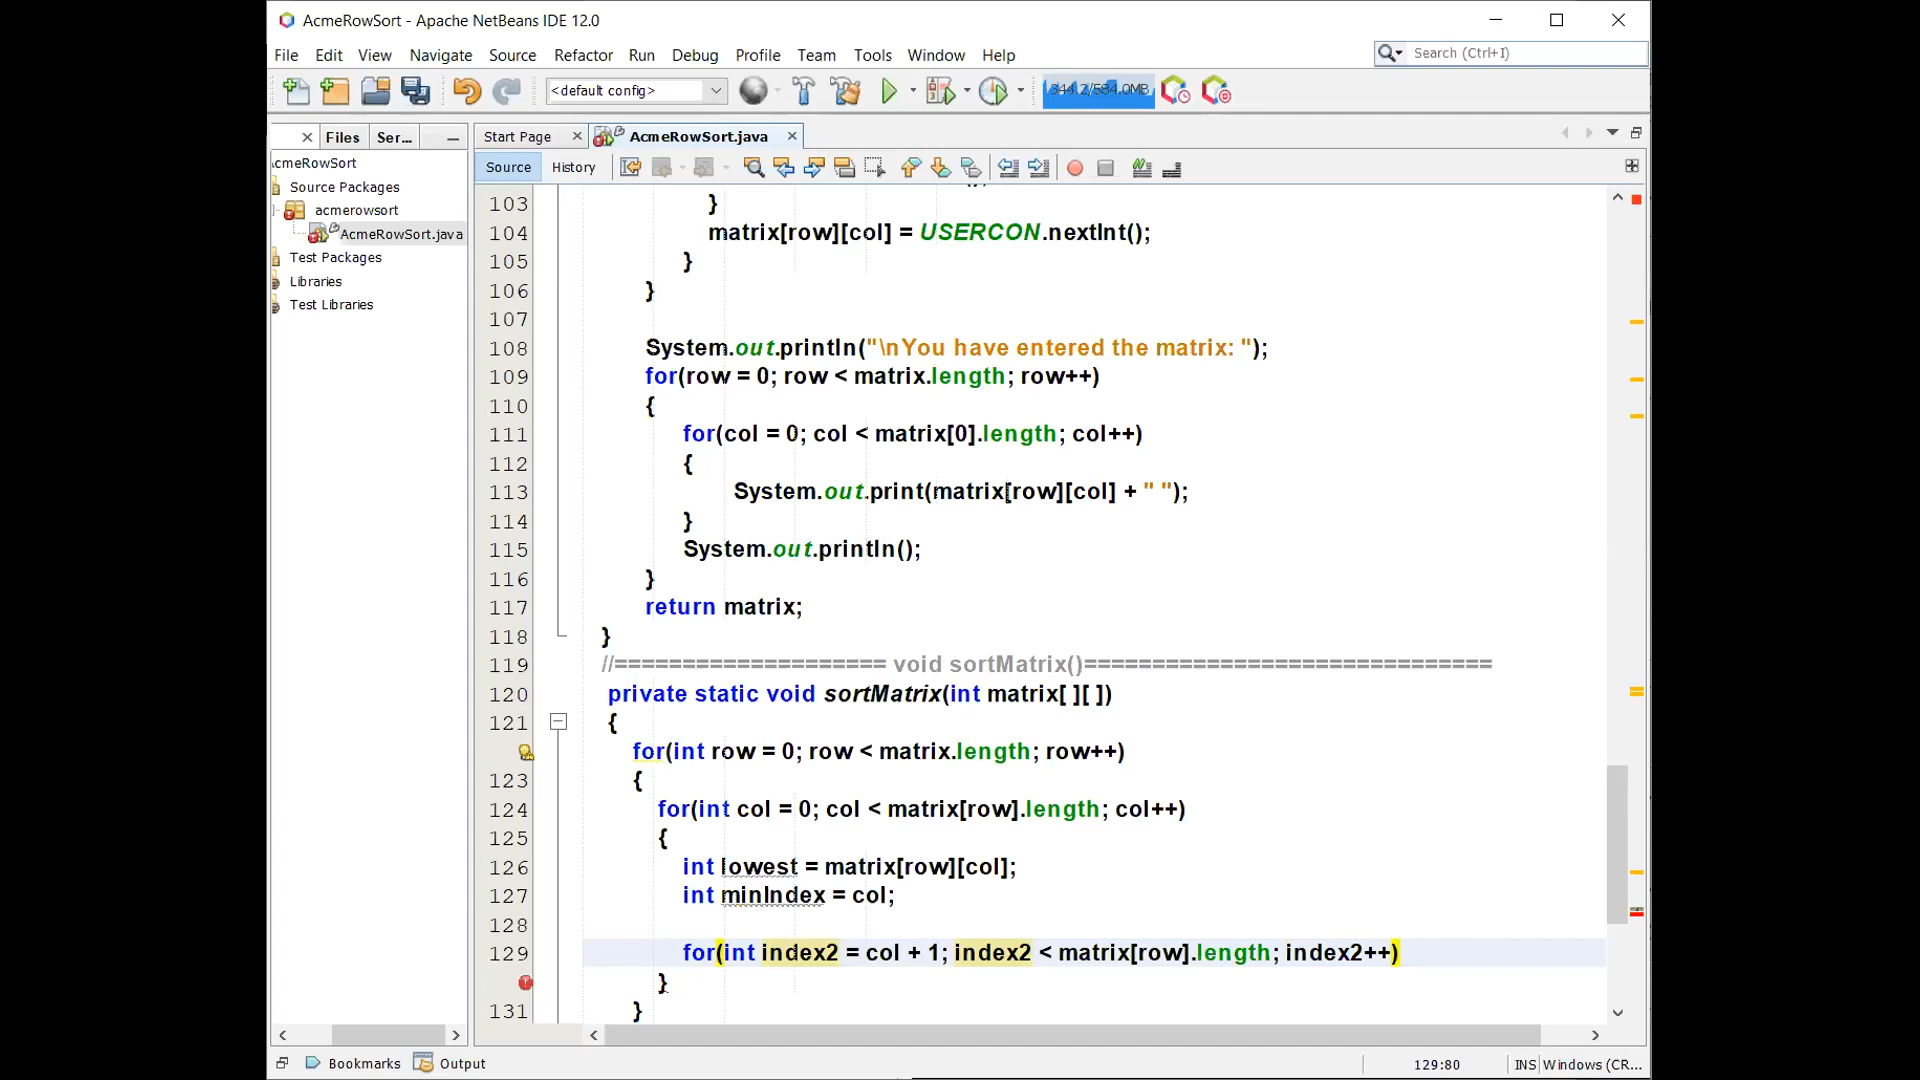 AcmeRowSort - Apache NetBeans IDE 12.0
File Edit View Navigate Source Refactor Run Debug Profile Team Tools Window Help
Search (Ctrl+I)
<default config>
344.2/584.0MB
Files Ser...
Start Page AcmeRowSort.java
Source History
cmeRowSort
Source Packages
acmerowsort
AcmeRowSort.java
Test Packages
Libraries
Test Libraries
103 }
104 matrix[row][col] = USERCON.nextInt();
105 }
106 }
107
108 System.out.println("\nYou have entered the matrix: ");
109 for(row = 0; row < matrix.length; row++)
110 {
111 for(col = 0; col < matrix[0].length; col++)
112 {
113 System.out.print(matrix[row][col] + " ");
114 }
115 System.out.println();
116 }
117 return matrix;
118 }
119 //==================== void sortMatrix()==============================
120 private static void sortMatrix(int matrix[ ][ ])
121 {
for(int row = 0; row < matrix.length; row++)
123 {
124 for(int col = 0; col < matrix[row].length; col++)
125 {
126 int lowest = matrix[row][col];
127 int minIndex = col;
128
129 for(int index2 = col + 1; index2 < matrix[row].length; index2++)
}
131 }
Bookmarks Output
129:80 INS Windows (CR...